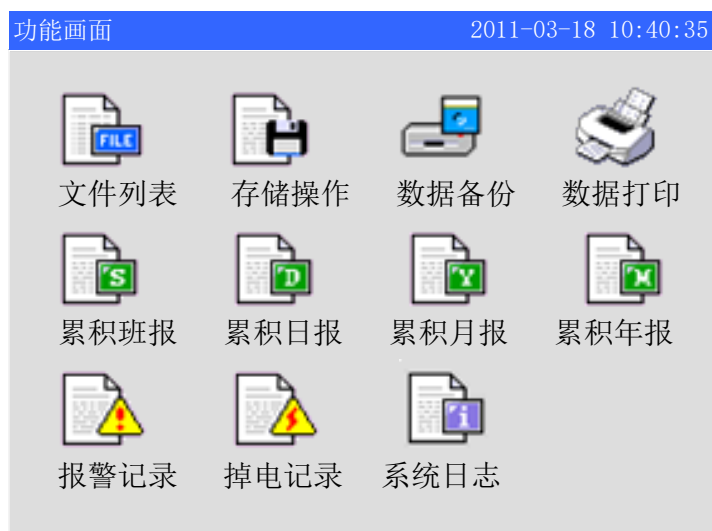 功能画面 2011-03-18 10:40:35
FILE
文件列表 存储操作 数据备份 数据打印
S D Y M
累积班报 累积日报 累积月报 累积年报
i
报警记录 掉电记录 系统日志